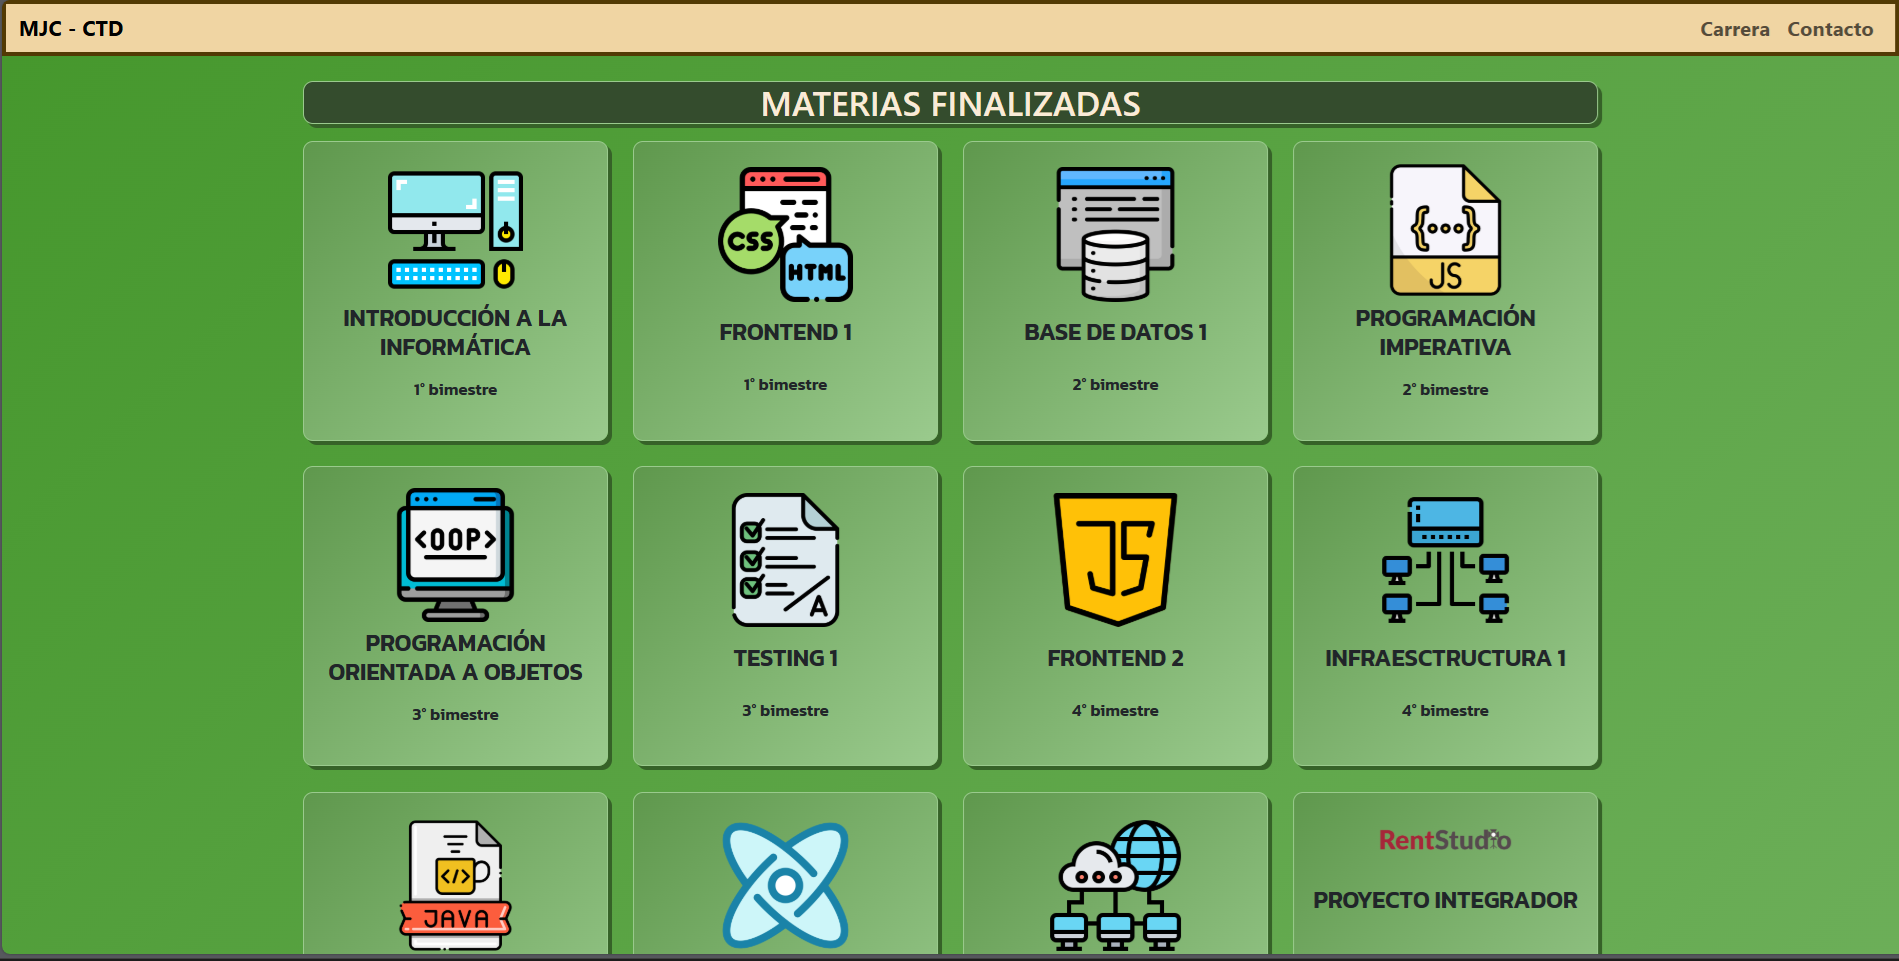 MJC - CTD
Carrera
Contacto
MATERIAS FINALIZADAS
INTRODUCCIÓN A LA
INFORMÁTICA
1° bimestre
CSS
HTML
FRONTEND 1
1° bimestre
BASE DE DATOS 1
2° bimestre
{...}
JS
PROGRAMACIÓN
IMPERATIVA
2° bimestre
<OOP>
PROGRAMACIÓN
ORIENTADA A OBJETOS
3° bimestre
A
TESTING 1
3° bimestre
JS
FRONTEND 2
4° bimestre
INFRAESCTRUCTURA 1
4° bimestre
</>
JAVA
RentStudio
PROYECTO INTEGRADOR